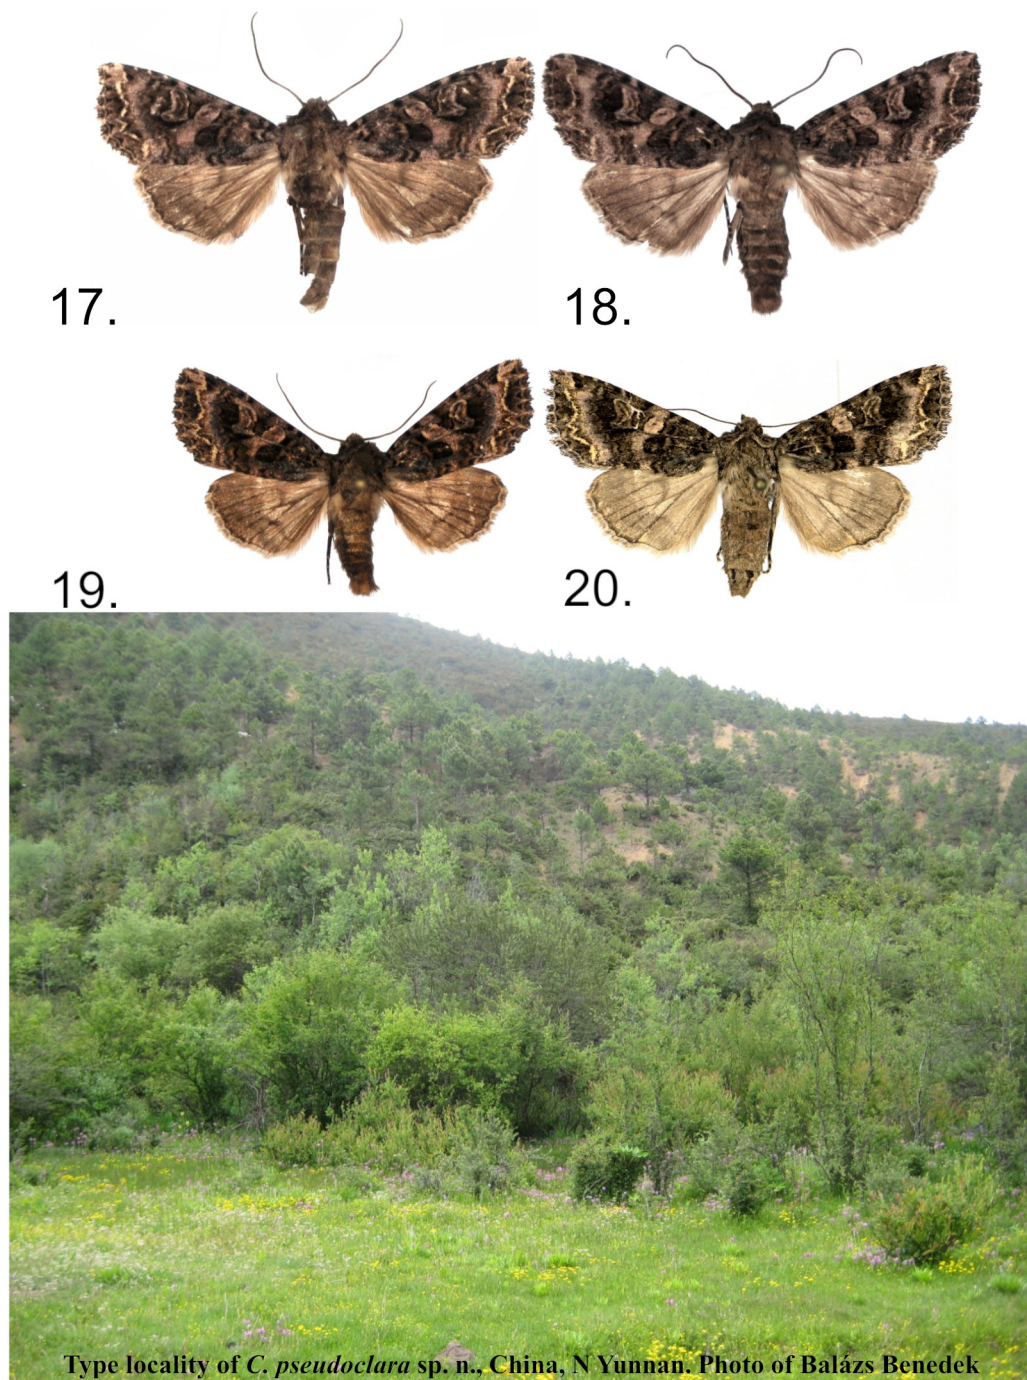 17.
18.
19.
20.
Type locality of C. pseudoclara sp. n., China, N Yunnan. Photo of Balázs Benedek